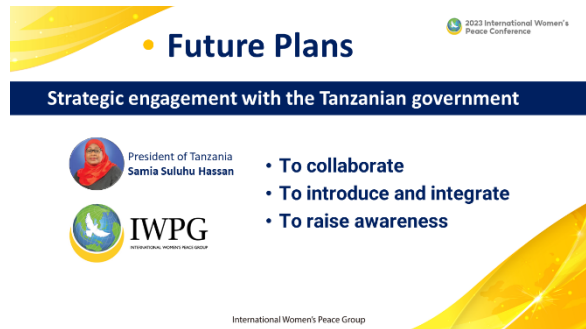 2023 International Women's
Peace Conference
• Future Plans
Strategic engagement with the Tanzanian government
President of Tanzania
Samia Suluhu Hassan
• To collaborate
• To introduce and integrate
• To raise awareness
IWPG
INTERNATIONAL WOMEN'S PEACE GROUP
International Women's Peace Group